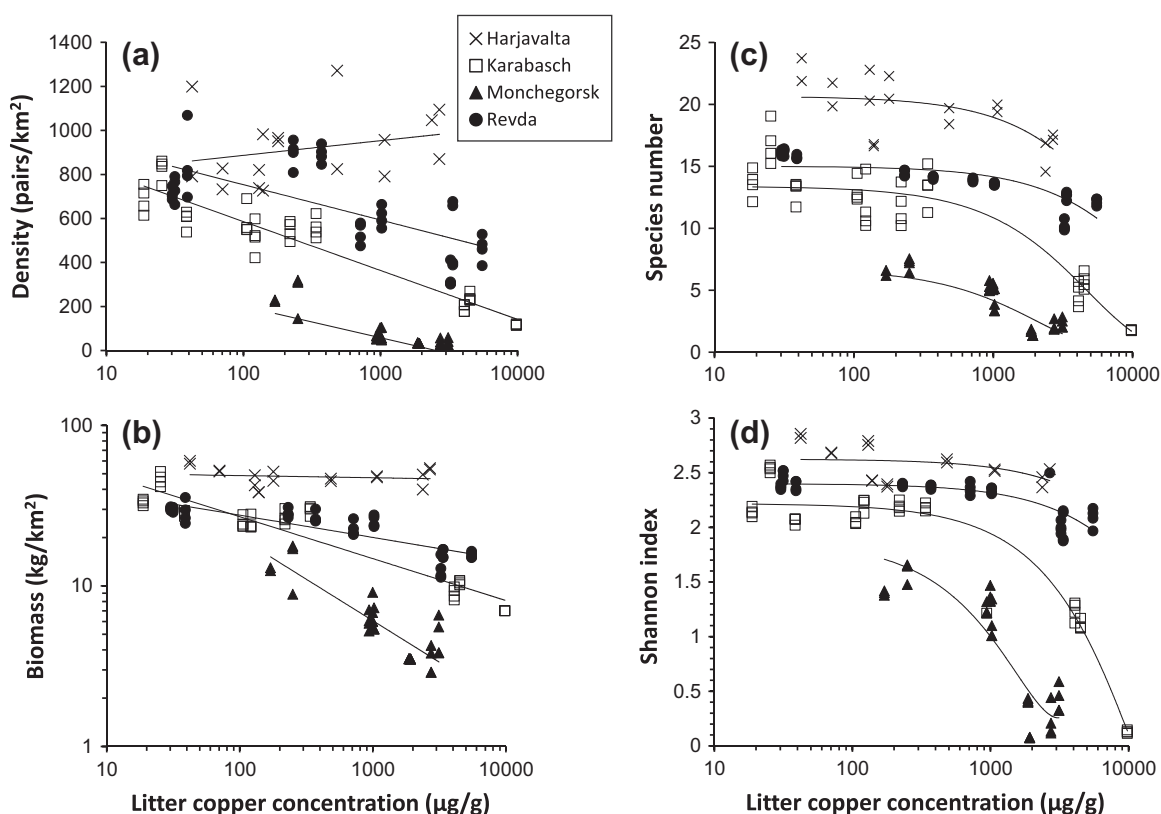 (a)
Density (pairs/km²)
1400
1200
1000
800
600
400
200
0
10
100
1000
10000
Harjavalta
Karabasch
Monchegorsk
Revda
(c)
Species number
25
20
15
10
5
0
10
100
1000
10000
(b)
Biomass (kg/km²)
100
10
1
10
100
1000
10000
Litter copper concentration (µg/g)
(d)
Shannon index
3
2.5
2
1.5
1
0.5
0
10
100
1000
10000
Litter copper concentration (µg/g)